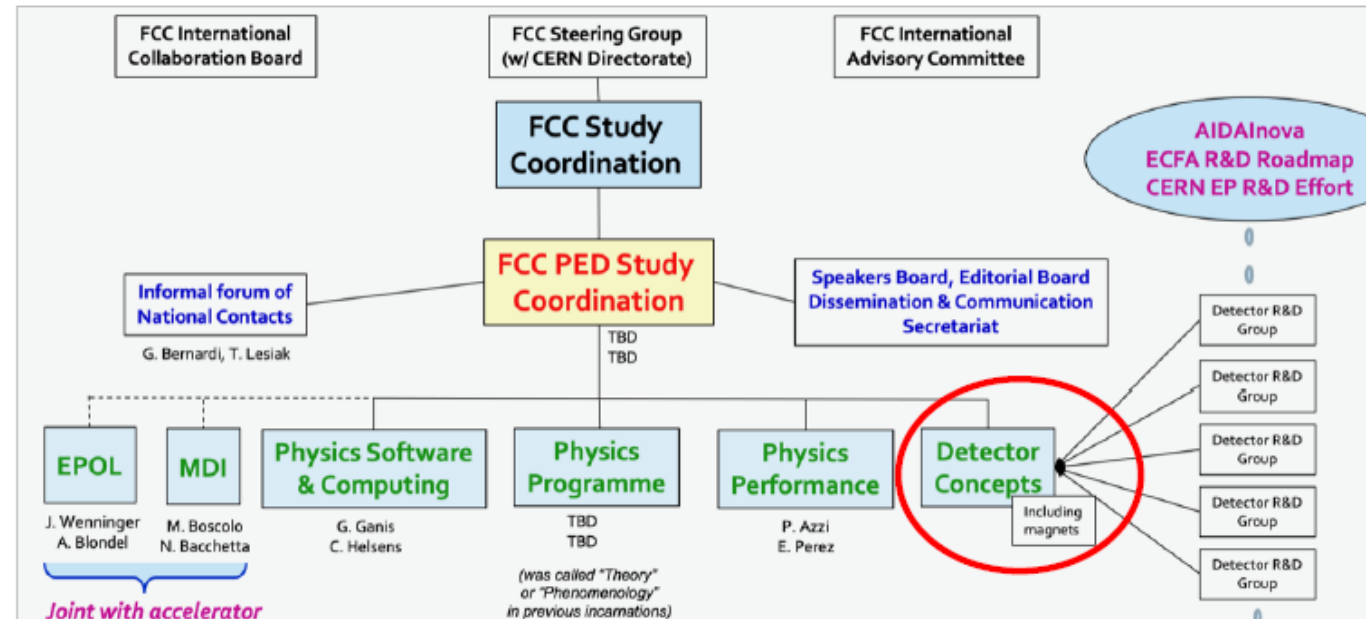 FCC International
Collaboration Board
FCC Steering Group
(w/ CERN Directorate)
FCC International
Advisory Committee
FCC Study
Coordination
AIDAInova
ECFA R&D Roadmap
CERN EP R&D Effort
FCC PED Study
Coordination
TBD
TBD
Informal forum of
National Contacts
G. Bernardi, T. Lesiak
Speakers Board, Editorial Board
Dissemination & Communication
Secretariat
Detector R&D
Group
Detector R&D
Group
Detector R&D
Group
Detector R&D
Group
Detector R&D
Group
EPOL
J. Wenninger
A. Blondel
MDI
M. Boscolo
N. Bacchetta
Joint with accelerator
Physics Software
& Computing
G. Ganis
C. Helsens
Physics
Programme
TBD
TBD
(was called "Theory"
or "Phenomenology"
in previous incarnations)
Physics
Performance
P. Azzi
E. Perez
Detector
Concepts
Including
magnets